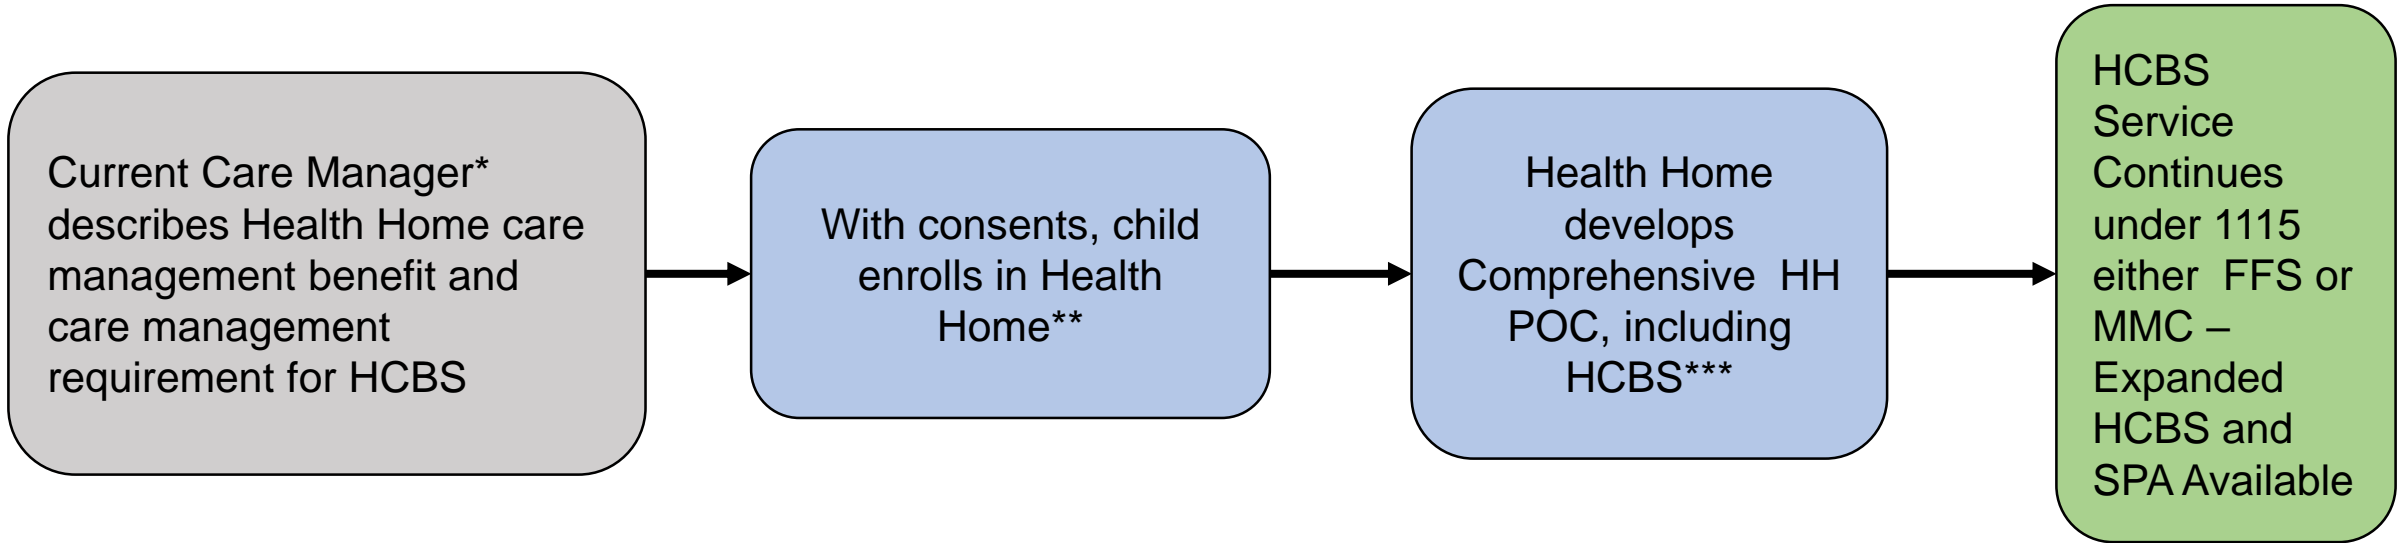 Current Care Manager*
describes Health Home care
management benefit and
care management
requirement for HCBS
With consents, child
enrolls in Health
Home**
Health Home
develops
Comprehensive  HH
POC, including
HCBS***
HCBS
Service
Continues
under 1115
either  FFS or
MMC –
Expanded
HCBS and
SPA Available